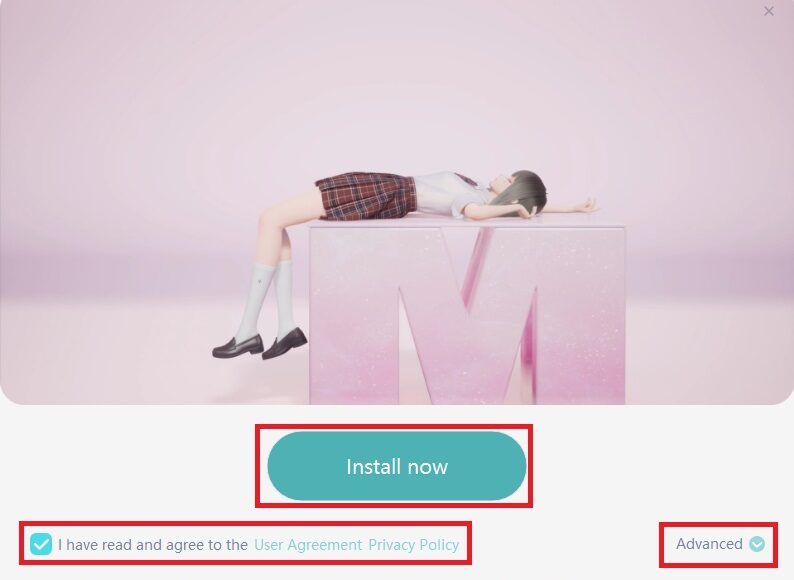 M
Install now
I have read and agree to the User Agreement Privacy Policy
Advanced